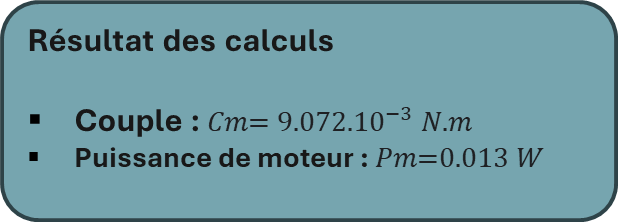 Résultat des calculs
▪ Couple : Cm= 9.072.10⁻³ N.m
▪ Puissance de moteur : Pm=0.013 W